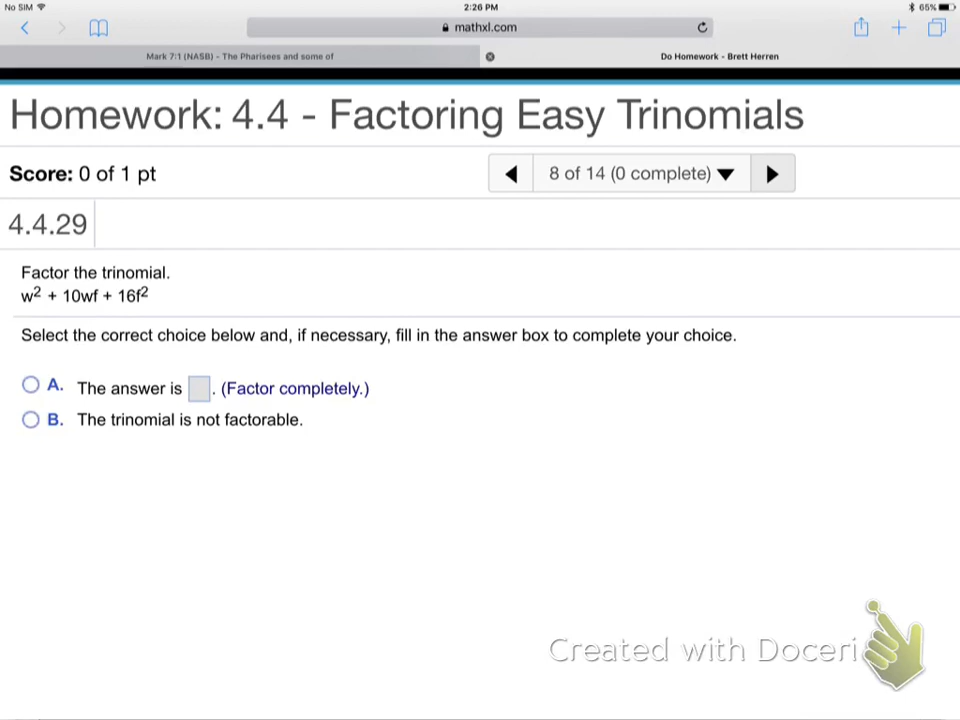 No SIM 2:26 PM 65%
mathxl.com
Mark 7:1 (NASB) - The Pharisees and some of Do Homework - Brett Herren
Homework: 4.4 - Factoring Easy Trinomials
Score: 0 of 1 pt 8 of 14 (0 complete)
4.4.29
Factor the trinomial.
w² + 10wf + 16f²
Select the correct choice below and, if necessary, fill in the answer box to complete your choice.
A. The answer is . (Factor completely.)
B. The trinomial is not factorable.
Created with Doceri